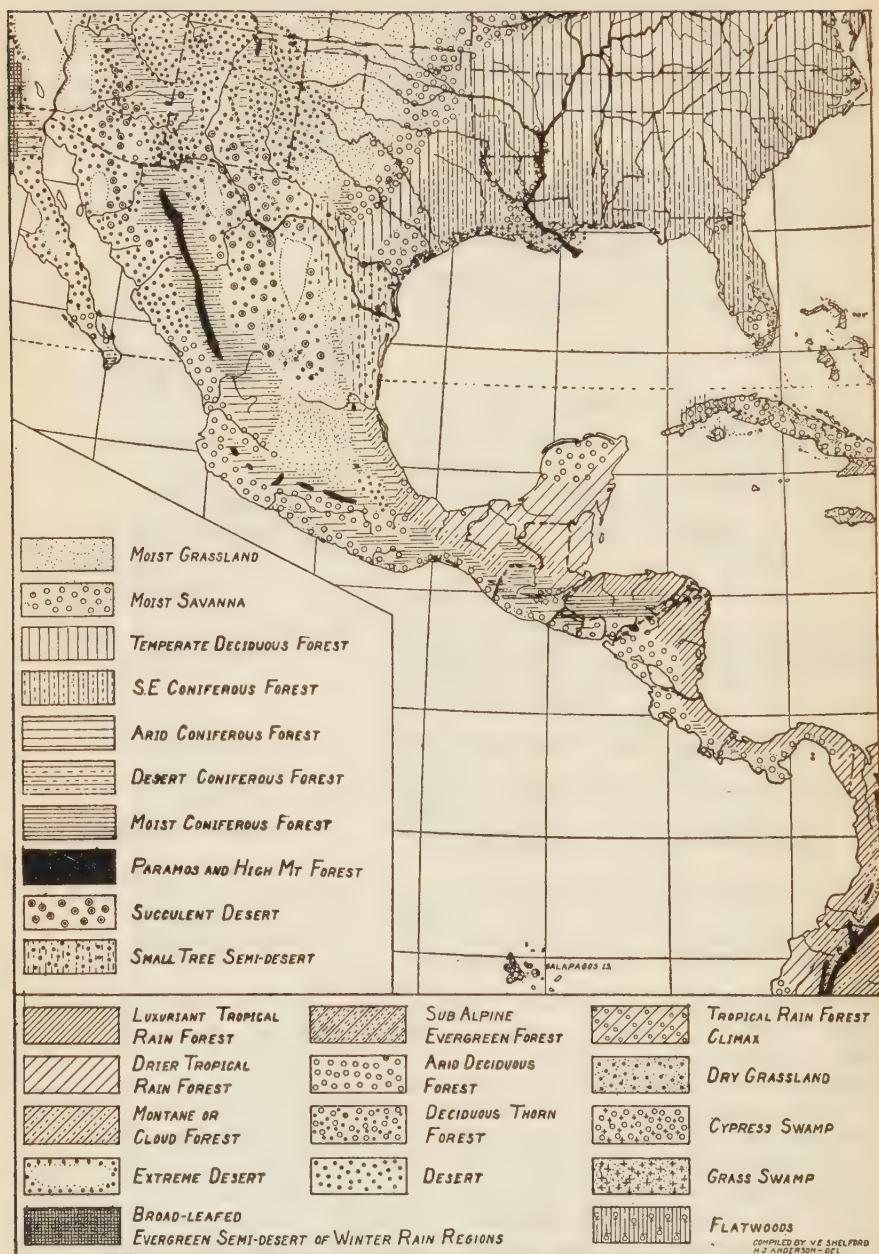 GALAPAGOS IS.
MOIST GRASSLAND
MOIST SAVANNA
TEMPERATE DECIDUOUS FOREST
S.E CONIFEROUS FOREST
ARID CONIFEROUS FOREST
DESERT CONIFEROUS FOREST
MOIST CONIFEROUS FOREST
PARAMOS AND HIGH MT FOREST
SUCCULENT DESERT
SMALL TREE SEMI-DESERT
LUXURIANT TROPICAL
RAIN FOREST
DRIER TROPICAL
RAIN FOREST
MONTANE OR
CLOUD FOREST
EXTREME DESERT
BROAD-LEAFED
EVERGREEN SEMI-DESERT OF WINTER RAIN REGIONS
SUB ALPINE
EVERGREEN FOREST
ARID DECIDUOUS
FOREST
DECIDUOUS THORN
FOREST
DESERT
TROPICAL RAIN FOREST
CLIMAX
DRY GRASSLAND
CYPRESS SWAMP
GRASS SWAMP
FLATWOODS
COMPILED BY V.E SHELFORD
H J ANDERSON-DEL